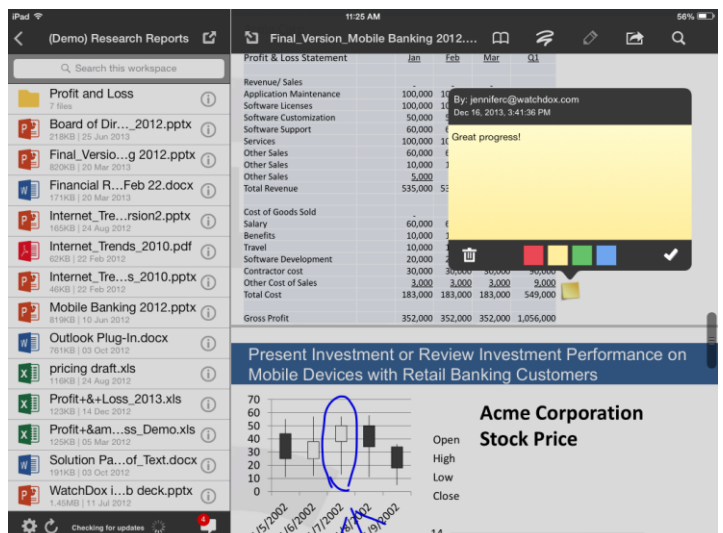 iPad
11:25 AM
56%
(Demo) Research Reports
Final_Version_Mobile Banking 2012....
Search this workspace
Profit and Loss
7 files
Board of Dir..._2012.pptx
218KB | 25 Jun 2013
Final_Versio...g 2012.pptx
820KB | 20 Mar 2013
Financial R...Feb 22.docx
171KB | 20 Mar 2013
Internet_Tre...rsion2.pptx
165KB | 24 Aug 2012
Internet_Trends_2010.pdf
62KB | 22 Feb 2012
Internet_Tre...s_2010.pptx
46KB | 22 Feb 2012
Mobile Banking 2012.pptx
819KB | 10 Jun 2012
Outlook Plug-In.docx
761KB | 03 Oct 2012
pricing draft.xls
116KB | 24 Aug 2012
Profit+&+Loss_2013.xls
123KB | 14 Dec 2012
Profit+&am...ss_Demo.xls
125KB | 05 Mar 2012
Solution Pa...of_Text.docx
191KB | 03 Oct 2012
WatchDox i...b deck.pptx
1.45MB | 11 Jul 2012
Checking for updates
4
Profit & Loss Statement Jan Feb Mar Q1
Revenue/ Sales
Application Maintenance 100,000
Software Licenses 100,000
Software Customization 50,000
Software Support 60,000
Services 100,000
Other Sales 60,000
Other Sales 10,000
Other Sales 5,000
Total Revenue 535,000
Cost of Goods Sold
Salary 60,000
Benefits 10,000
Travel 10,000
Software Development 20,000
Contractor cost 30,000 30,000 30,000 90,000
Other Cost of Sales 3,000 3,000 3,000 9,000
Total Cost 183,000 183,000 183,000 549,000
Gross Profit 352,000 352,000 352,000 1,056,000
By: jenniferc@watchdox.com
Dec 16, 2013, 3:41:36 PM
Great progress!
Present Investment or Review Investment Performance on
Mobile Devices with Retail Banking Customers
70
60
50
40
30
20
10
0
Acme Corporation
Stock Price
Open
High
Low
Close